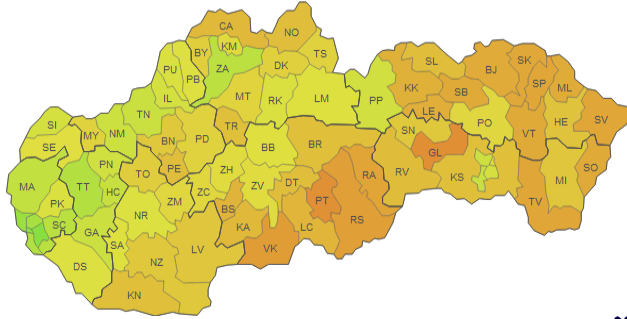 CA
NO
BY
KM
TS
PU
PB
ZA
DK
SL
BJ
SK
SP
IL
MT
RK
LM
PP
KK
SB
ML
TN
LE
SI
TR
SN
PO
HE
SV
SE
MY
NM
BN
PD
BB
BR
GL
VT
PN
PE
ZH
RA
RV
KS
MI
SO
MA
TT
HC
TO
ZM
ZC
ZV
DT
PK
NR
BS
PT
TV
SC
GA
SA
KA
LC
RS
LV
VK
DS
NZ
KN